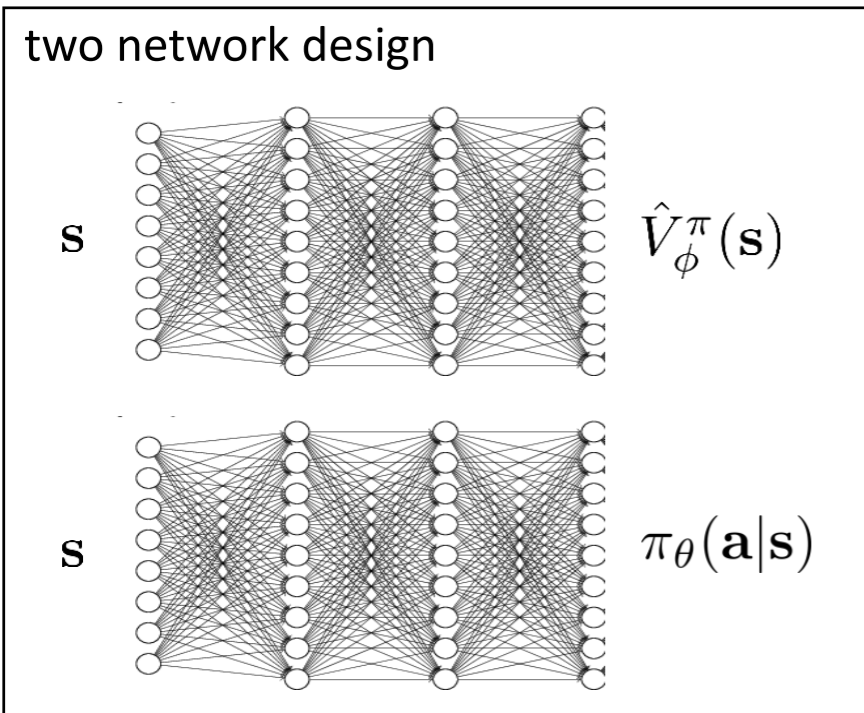 two network design
s
V̂^π_ϕ(s)
s
π_θ(a|s)